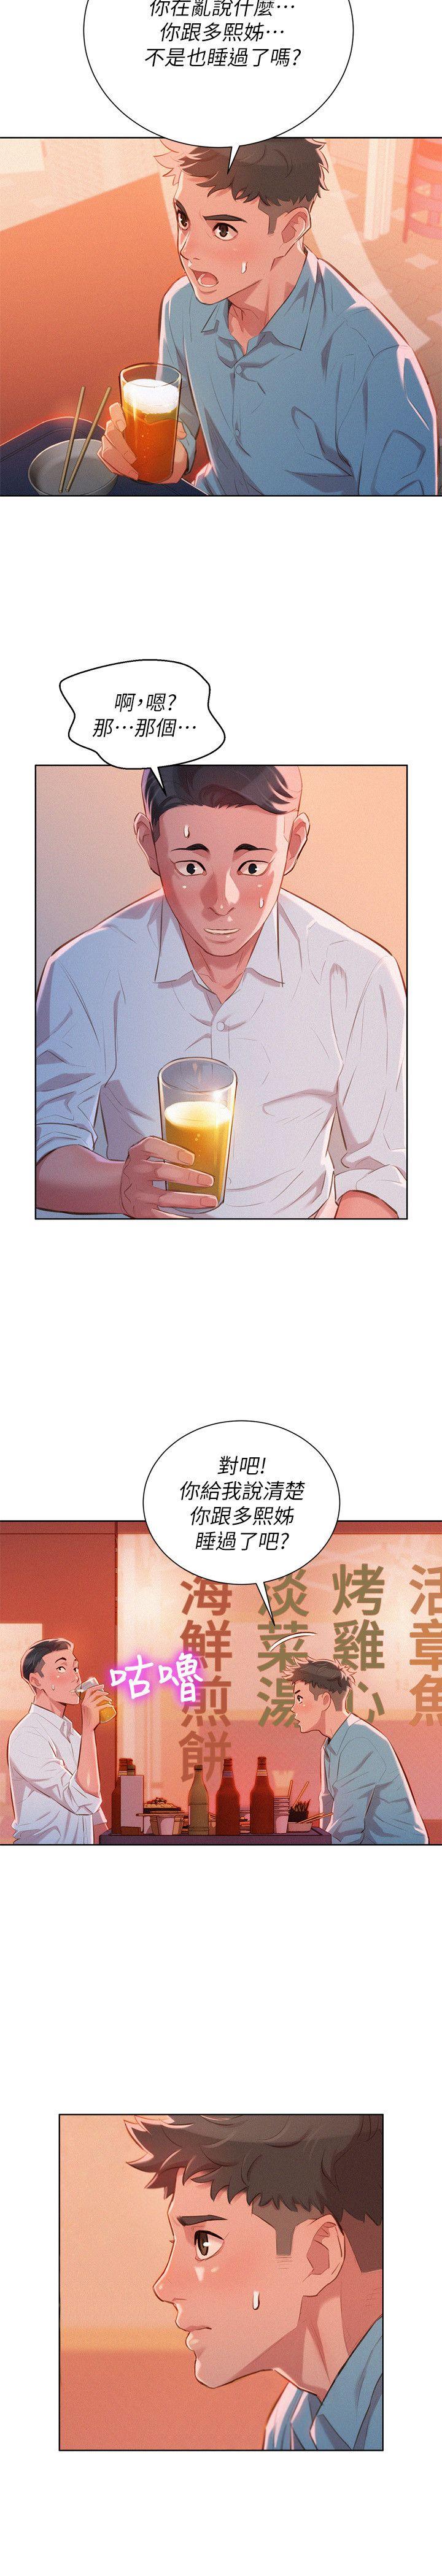 你在亂說什麼⋯
你跟多熙姊⋯
不是也睡過了嗎?
啊,嗯?
那⋯那個⋯
對吧!
你給我說清楚
你跟多熙姊
睡過了吧?
活章魚
烤雞心
淡菜湯
海鮮煎餅
咕嚕